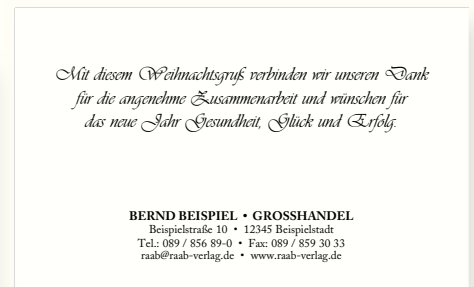 Mit diesem Weihnachtsgruß verbinden wir unseren Dank
für die angenehme Zusammenarbeit und wünschen für
das neue Jahr Gesundheit, Glück und Erfolg.
BERND BEISPIEL • GROSSHANDEL
Beispielstraße 10 • 12345 Beispielstadt
Tel.: 089 / 856 89-0 • Fax: 089 / 859 30 33
raab@raab-verlag.de • www.raab-verlag.de